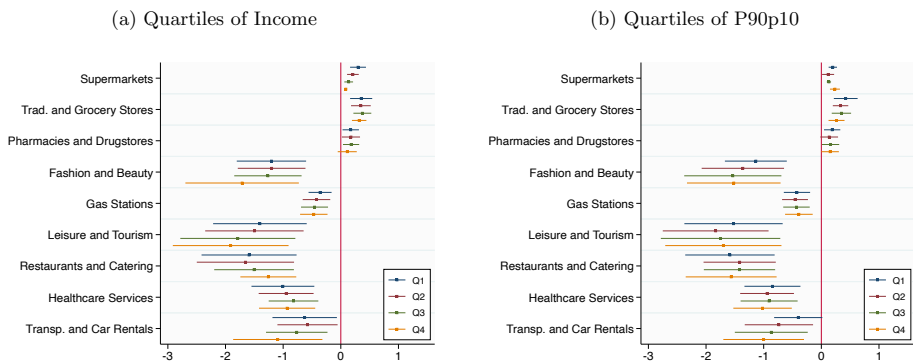 (a) Quartiles of Income
Supermarkets
Trad. and Grocery Stores
Pharmacies and Drugstores
Fashion and Beauty
Gas Stations
Leisure and Tourism
Restaurants and Catering
Healthcare Services
Transp. and Car Rentals
Q1
Q2
Q3
Q4
-3 -2 -1 0 1
(b) Quartiles of P90p10
Supermarkets
Trad. and Grocery Stores
Pharmacies and Drugstores
Fashion and Beauty
Gas Stations
Leisure and Tourism
Restaurants and Catering
Healthcare Services
Transp. and Car Rentals
Q1
Q2
Q3
Q4
-3 -2 -1 0 1